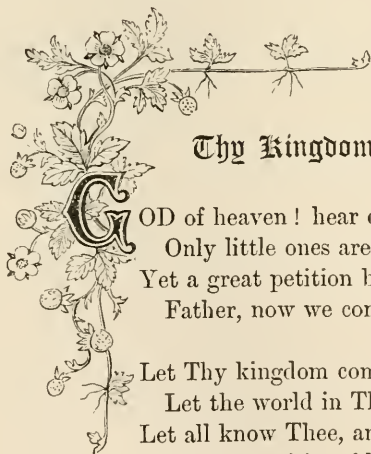 Thy Kingdom
GOD of heaven ! hear
Only little ones are
Yet a great petition
Father, now we
Let Thy kingdom
Let the world in
Let all know Thee,